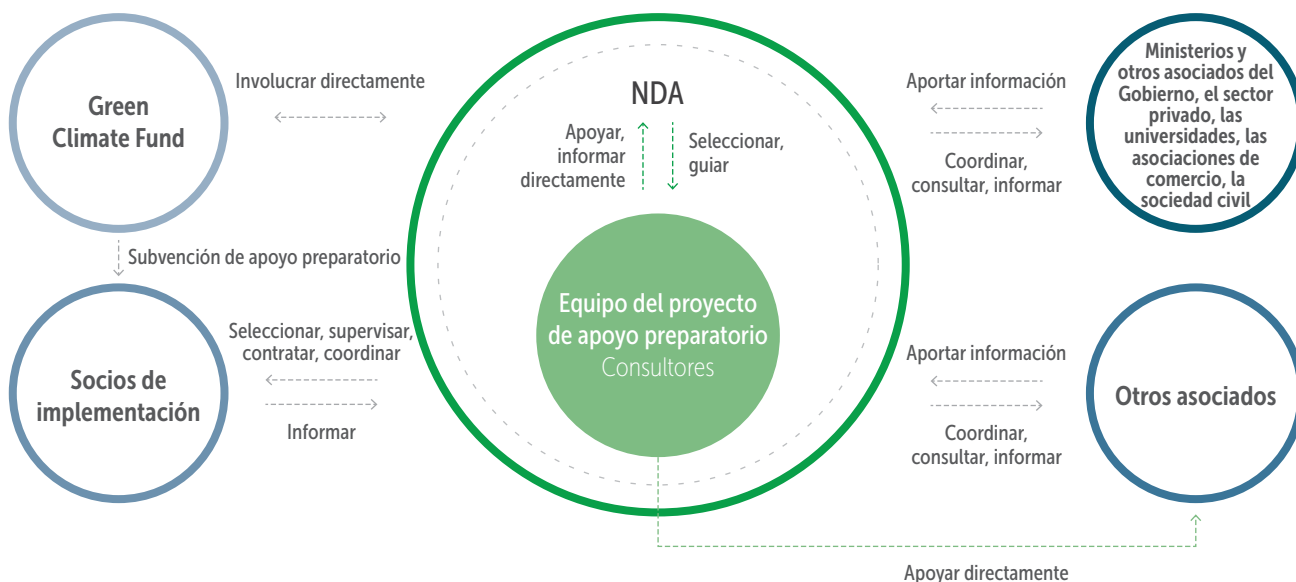 Green
Climate Fund
Involucrar directamente
Subvención de apoyo preparatorio
Socios de
implementación
Seleccionar, supervisar,
contratar, coordinar
Informar
NDA
Apoyar,
informar
directamente
Seleccionar,
guiar
Equipo del proyecto
de apoyo preparatorio
Consultores
Aportar información
Coordinar,
consultar, informar
Ministerios y
otros asociados del
Gobierno, el sector
privado, las
universidades, las
asociaciones de
comercio, la
sociedad civil
Aportar información
Coordinar,
consultar, informar
Otros asociados
Apoyar directamente